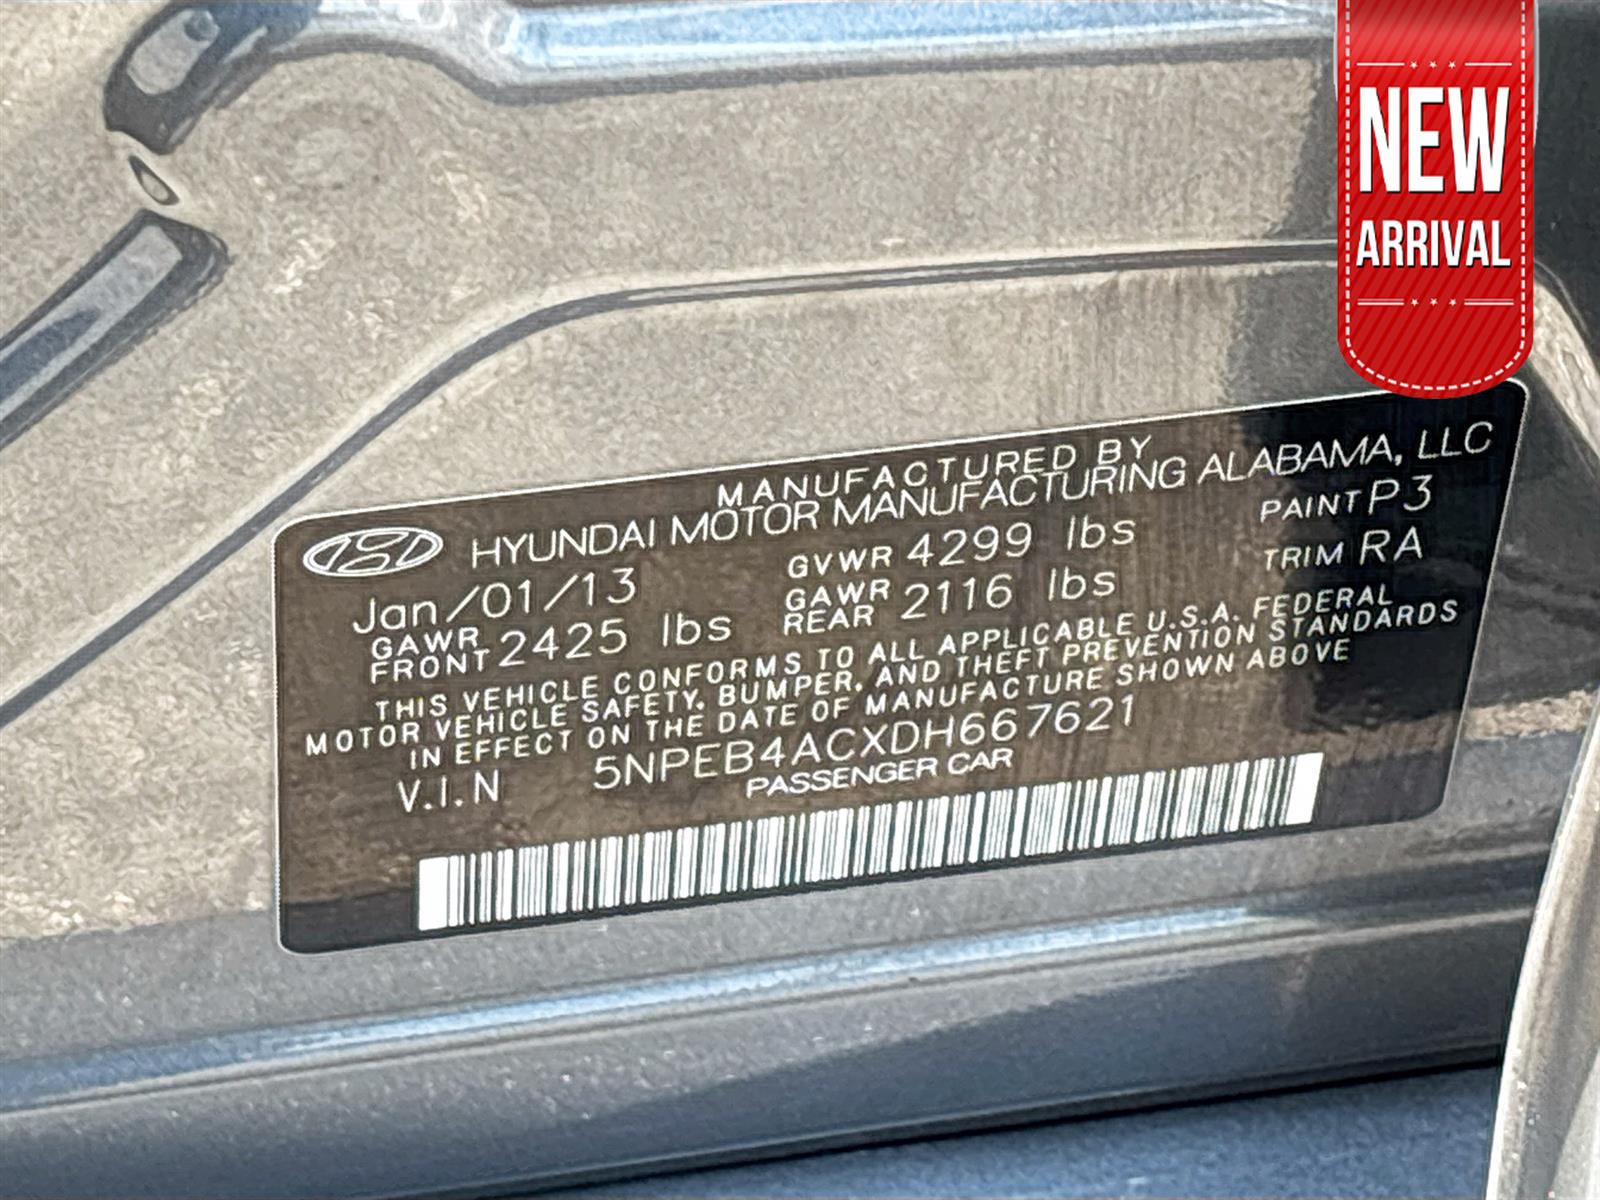 NEW
ARRIVAL
MANUFACTURED BY
HYUNDAI MOTOR MANUFACTURING ALABAMA, LLC
Jan/01/13 GVWR 4299 lbs PAINT P3
GAWR FRONT 2425 lbs GAWR REAR 2116 lbs TRIM RA
THIS VEHICLE CONFORMS TO ALL APPLICABLE U.S.A. FEDERAL
MOTOR VEHICLE SAFETY, BUMPER, AND THEFT PREVENTION STANDARDS
IN EFFECT ON THE DATE OF MANUFACTURE SHOWN ABOVE
V.I.N 5NPEB4ACXDH667621
PASSENGER CAR